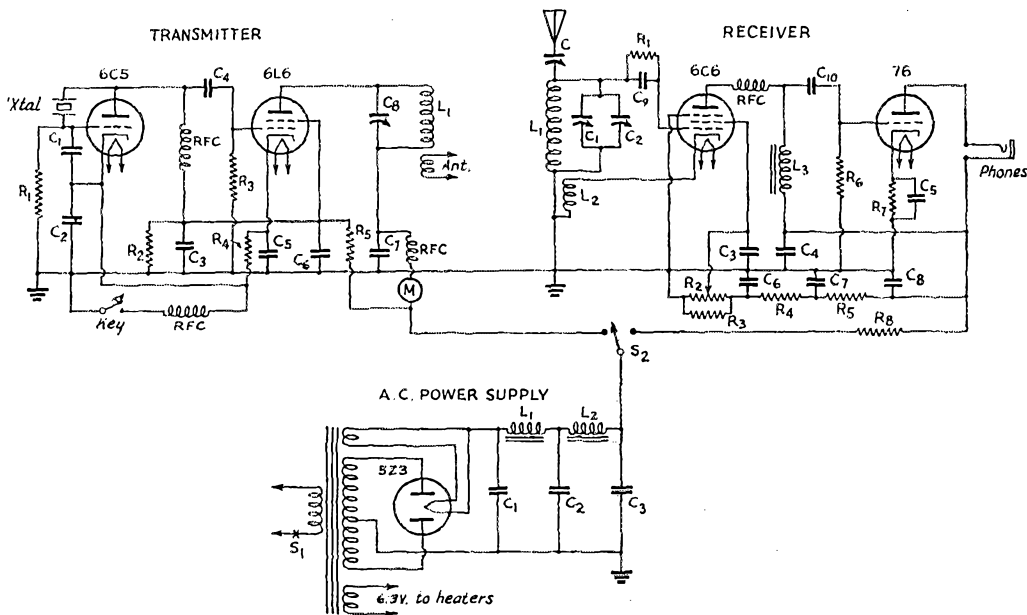 TRANSMITTER
RECEIVER
6C5
C4
6L6
'Xtal
C1
R1
C2
RFC
R3
R2
C3
R4
C5
C6
R5
C7
RFC
C8
L1
Ant.
M
Key
RFC
C
R1
C9
6C6
RFC
C10
76
L1
C1
C2
L2
L3
R6
R7
C5
Phones
C3
C4
R2
C6
R3
R4
C7
R5
C8
R8
S2
A.C. POWER SUPPLY
L1
L2
5Z3
C1
C2
C3
S1
6.3V. to heaters